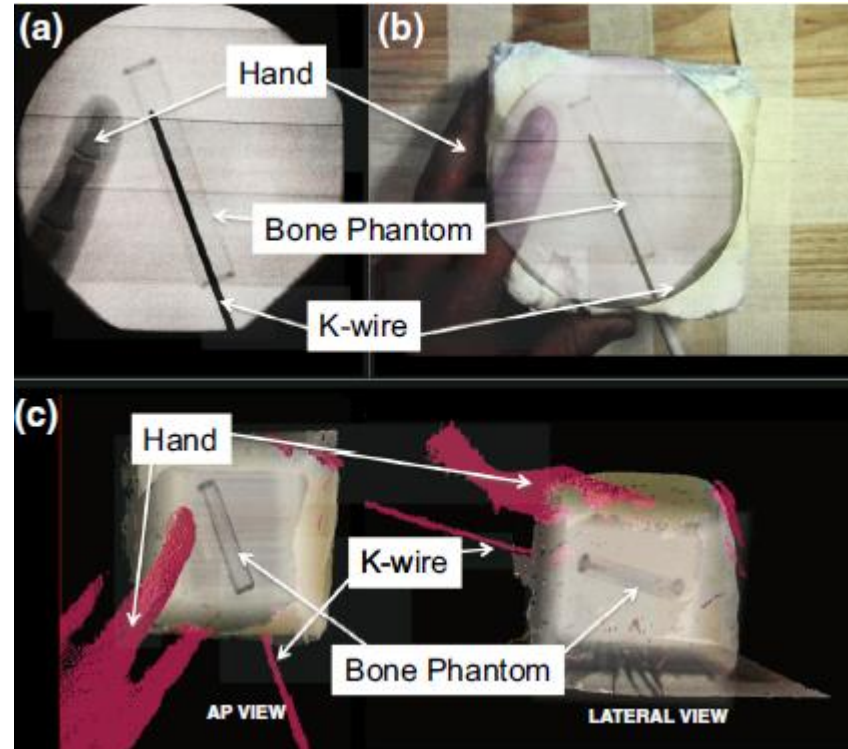 (a)
(b)
Hand
Bone Phantom
K-wire
(c)
Hand
K-wire
Bone Phantom
AP VIEW
LATERAL VIEW